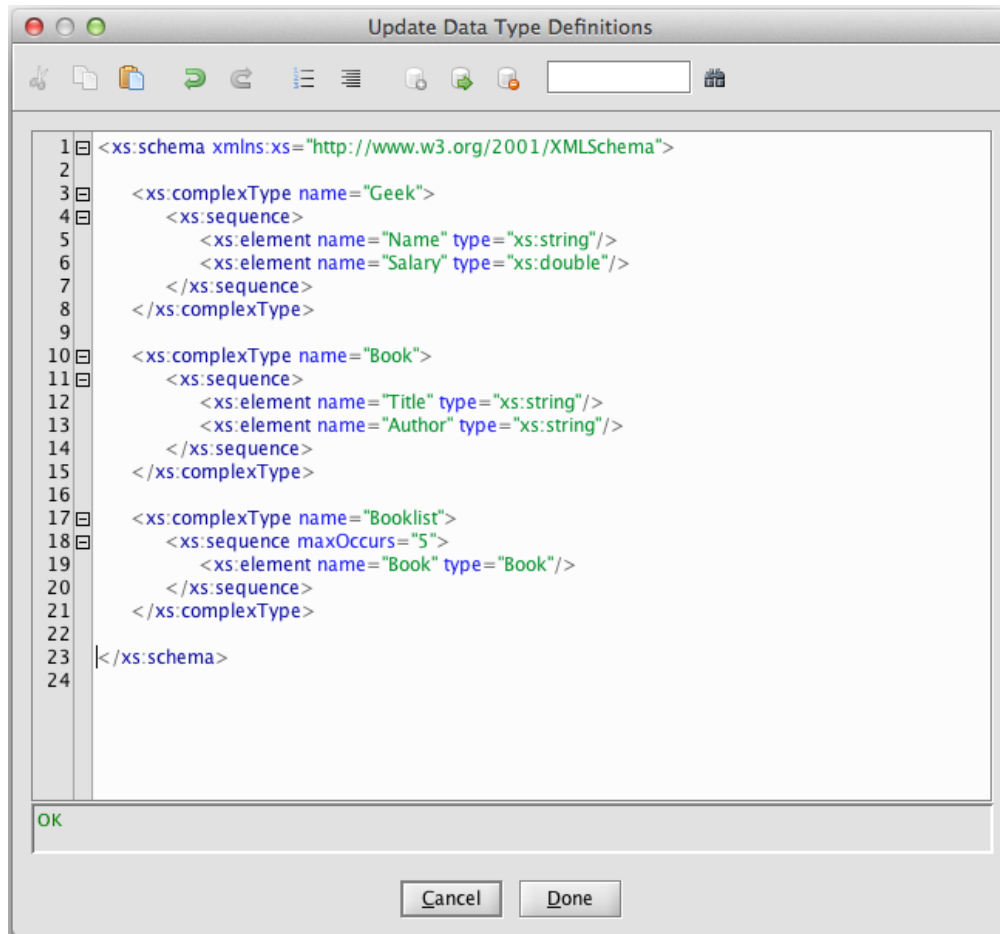 Update Data Type Definitions
1 <xs:schema xmlns:xs="http://www.w3.org/2001/XMLSchema">
2
3 <xs:complexType name="Geek">
4 <xs:sequence>
5 <xs:element name="Name" type="xs:string"/>
6 <xs:element name="Salary" type="xs:double"/>
7 </xs:sequence>
8 </xs:complexType>
9
10 <xs:complexType name="Book">
11 <xs:sequence>
12 <xs:element name="Title" type="xs:string"/>
13 <xs:element name="Author" type="xs:string"/>
14 </xs:sequence>
15 </xs:complexType>
16
17 <xs:complexType name="Booklist">
18 <xs:sequence maxOccurs="5">
19 <xs:element name="Book" type="Book"/>
20 </xs:sequence>
21 </xs:complexType>
22
23 </xs:schema>
24
OK
Cancel Done